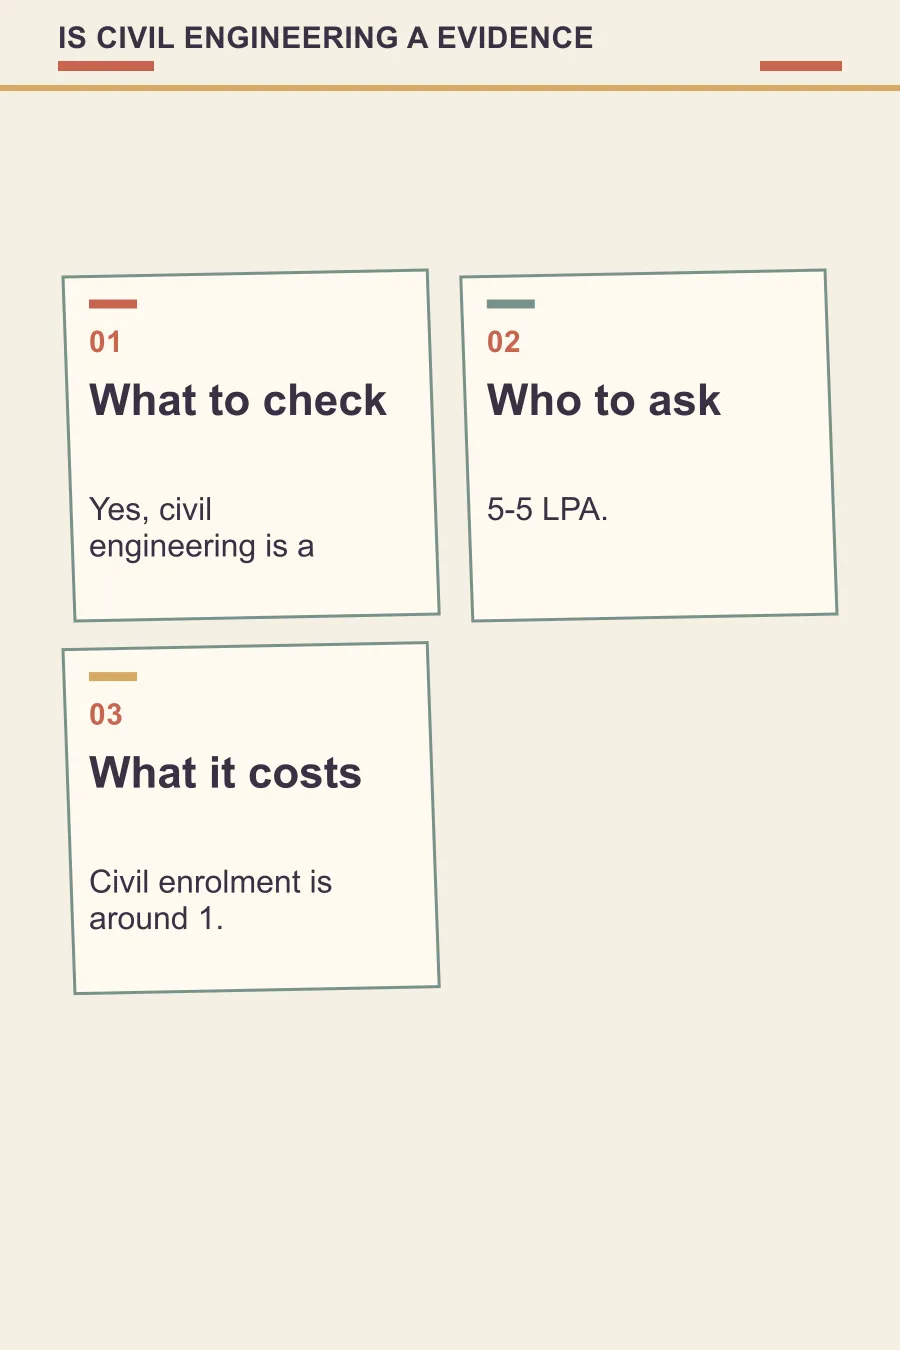 IS CIVIL ENGINEERING A EVIDENCE
01
What to check
Yes, civil
engineering is a
02
Who to ask
5-5 LPA.
03
What it costs
Civil enrolment is
around 1.